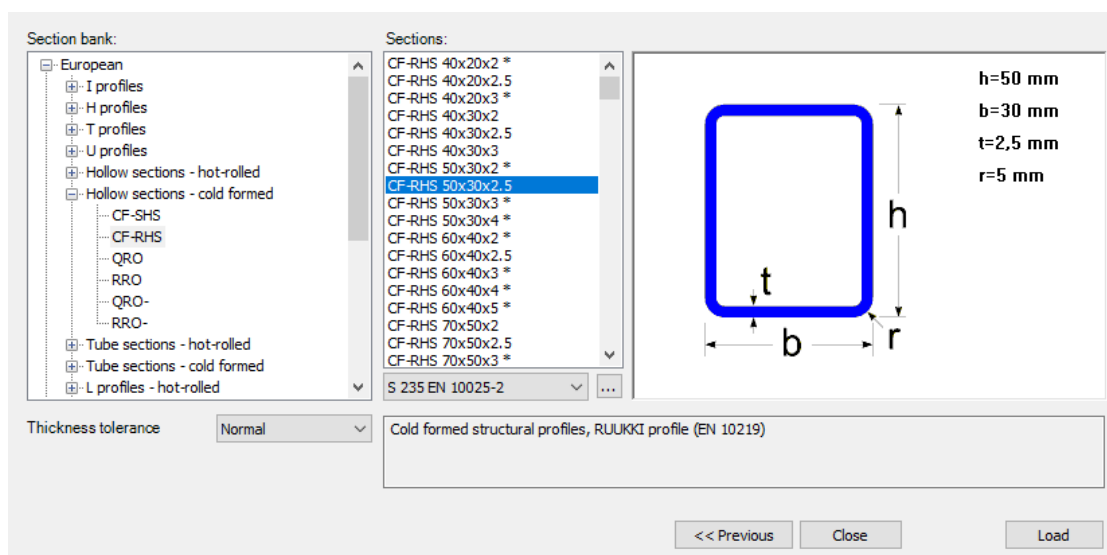 Section bank:
European
I profiles
H profiles
T profiles
U profiles
Hollow sections - hot-rolled
Hollow sections - cold formed
CF-SHS
CF-RHS
QRO
RRO
QRO-
RRO-
Tube sections - hot-rolled
Tube sections - cold formed
L profiles - hot-rolled
Thickness tolerance
Normal
Sections:
CF-RHS 40x20x2 *
CF-RHS 40x20x2.5
CF-RHS 40x20x3 *
CF-RHS 40x30x2
CF-RHS 40x30x2.5
CF-RHS 40x30x3
CF-RHS 50x30x2 *
CF-RHS 50x30x2.5
CF-RHS 50x30x3 *
CF-RHS 50x30x4 *
CF-RHS 60x40x2 *
CF-RHS 60x40x2.5
CF-RHS 60x40x3 *
CF-RHS 60x40x4 *
CF-RHS 60x40x5 *
CF-RHS 70x50x2
CF-RHS 70x50x2.5
CF-RHS 70x50x3 *
S 235 EN 10025-2
...
h=50 mm
b=30 mm
t=2,5 mm
r=5 mm
h
t
b
r
Cold formed structural profiles, RUUKKI profile (EN 10219)
<< Previous
Close
Load